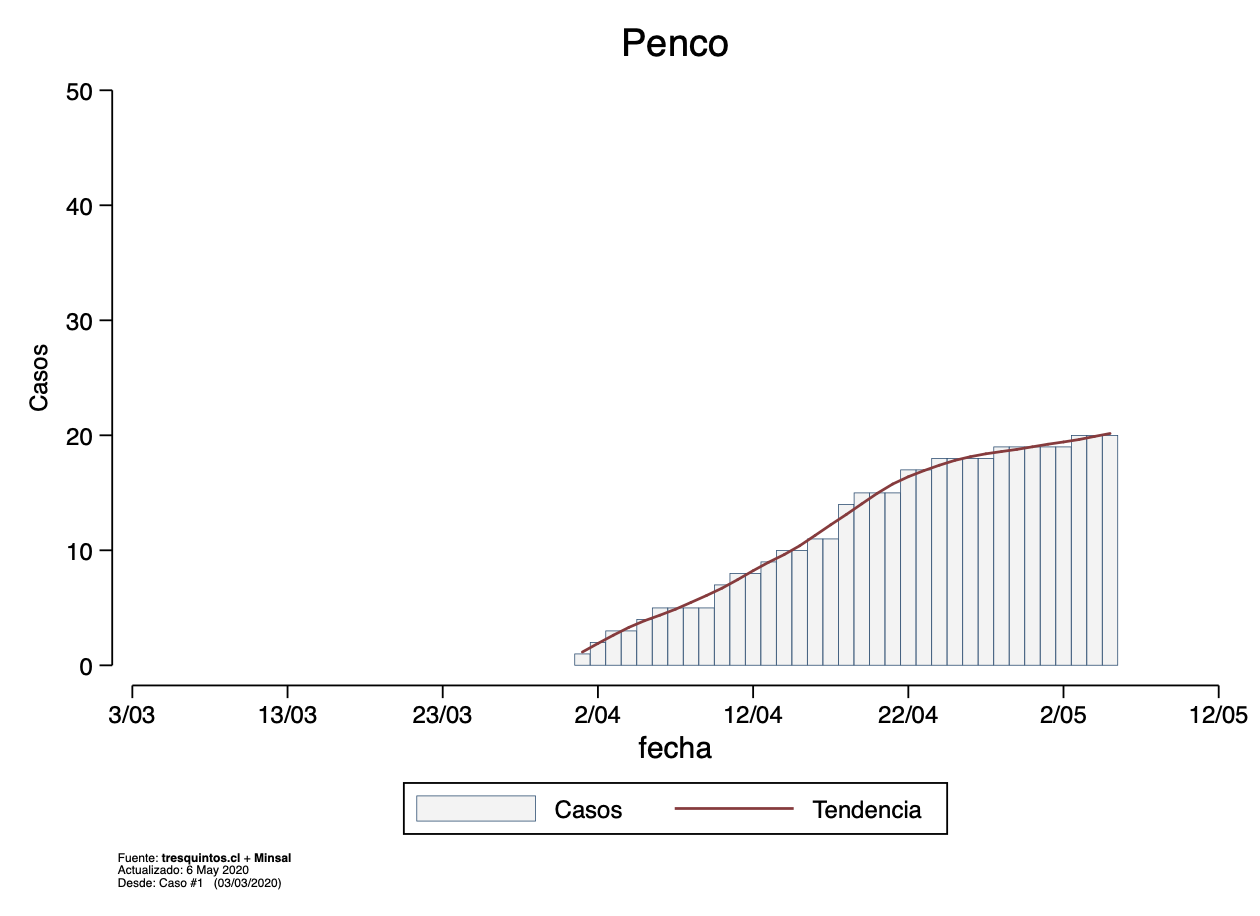 Penco
50
40
30
20
10
0
Casos
3/03 13/03 23/03 2/04 12/04 22/04 2/05 12/05
fecha
Casos Tendencia
Fuente: tresquintos.cl + Minsal
Actualizado: 6 May 2020
Desde: Caso #1 (03/03/2020)